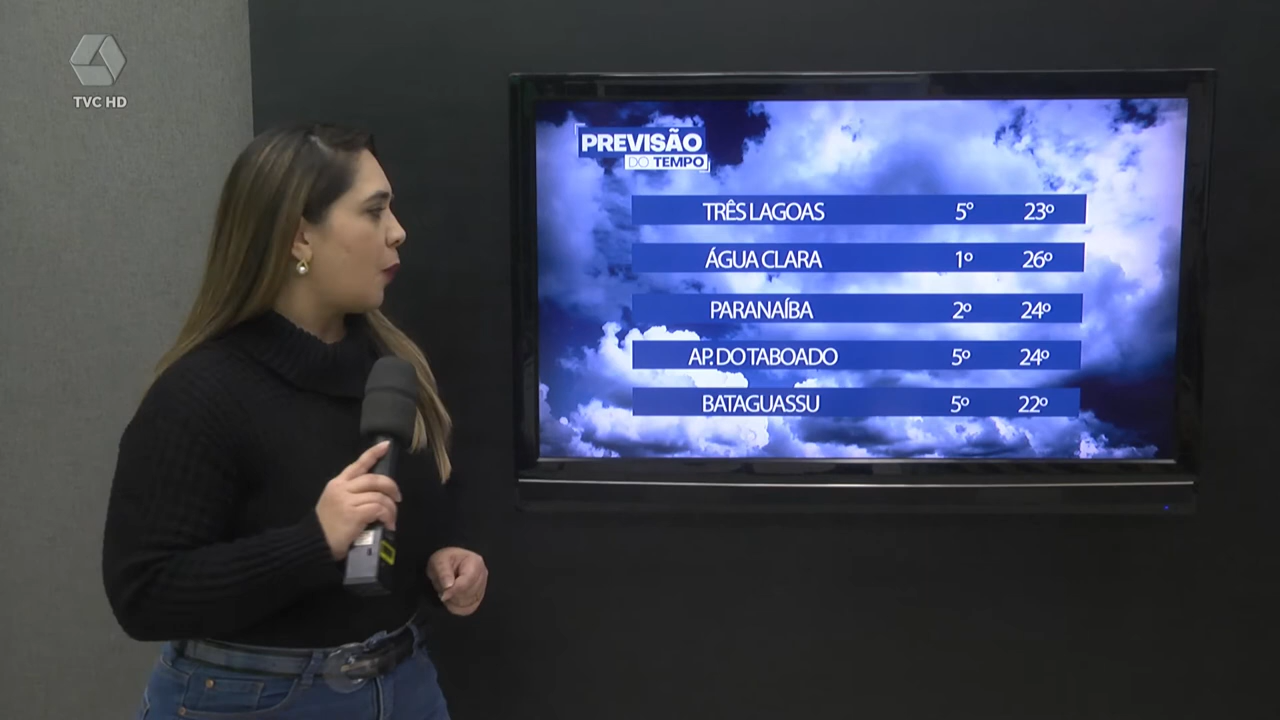 TVC HD
PREVISÃO
DO TEMPO
TRÊS LAGOAS 5° 23º
ÁGUA CLARA 1º 26º
PARANAÍBA 2º 24º
AP. DO TABOADO 5º 24º
BATAGUASSU 5º 22º